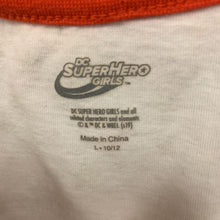 DC
SUPERHERO
GIRLS™
DC SUPER HERO GIRLS and all
related characters and elements
© & ™ DC & WBEI. (s19)
Made in China
L • 10/12